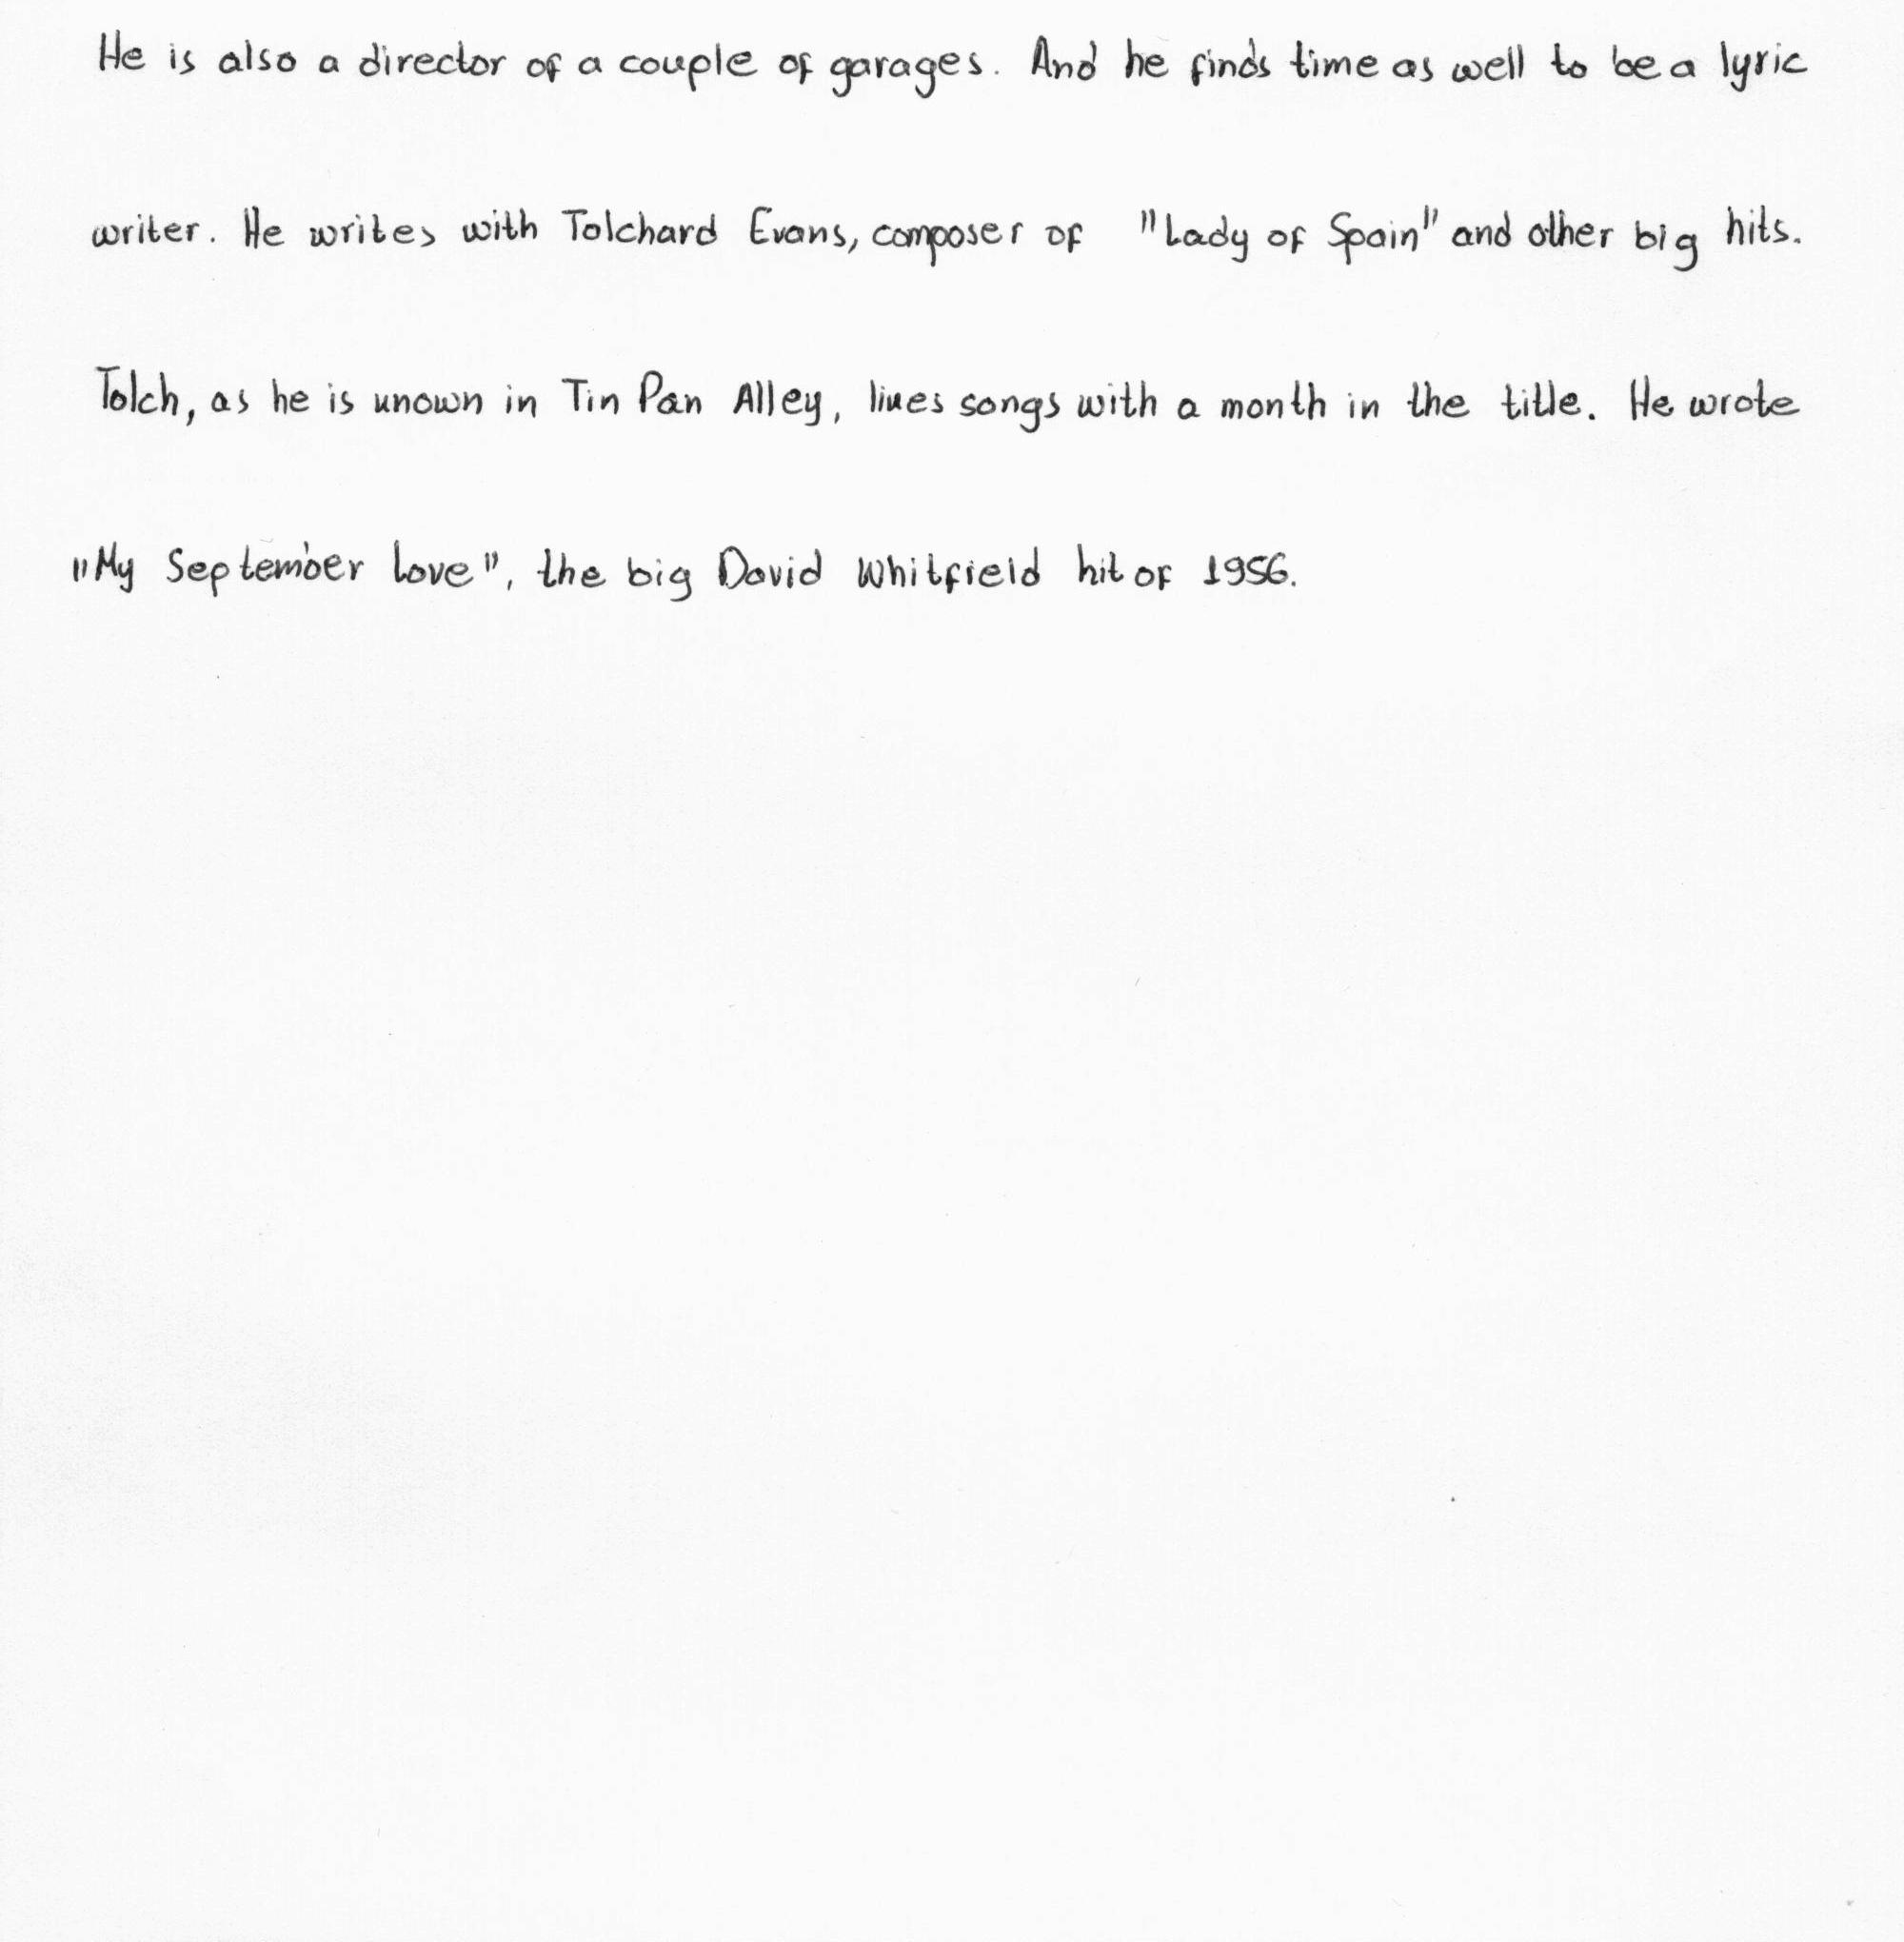 He is also a director of a couple of garages. And he finds time as well to be a lyric
writer. He writes with Tolchard Evans, composer of "Lady of Spain" and other big hits.
Tolch, as he is known in Tin Pan Alley, likes songs with a month in the title. He wrote
"My September Love", the big David Whitfield hit of 1956.